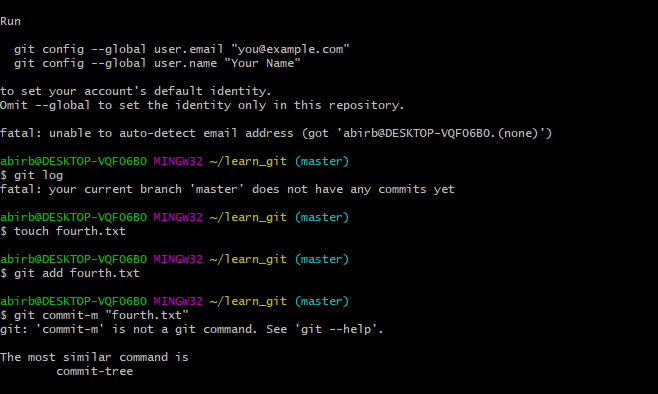 Run
git config --global user.email "you@example.com"
git config --global user.name "Your Name"
to set your account's default identity.
Omit --global to set the identity only in this repository.
fatal: unable to auto-detect email address (got 'abirb@DESKTOP-VQFO6BO.(none)')
abirb@DESKTOP-VQFO6BO MINGW32 ~/learn_git (master)
$ git log
fatal: your current branch 'master' does not have any commits yet
abirb@DESKTOP-VQFO6BO MINGW32 ~/learn_git (master)
$ touch fourth.txt
abirb@DESKTOP-VQFO6BO MINGW32 ~/learn_git (master)
$ git add fourth.txt
abirb@DESKTOP-VQFO6BO MINGW32 ~/learn_git (master)
$ git commit-m "fourth.txt"
git: 'commit-m' is not a git command. See 'git --help'.
The most similar command is
commit-tree